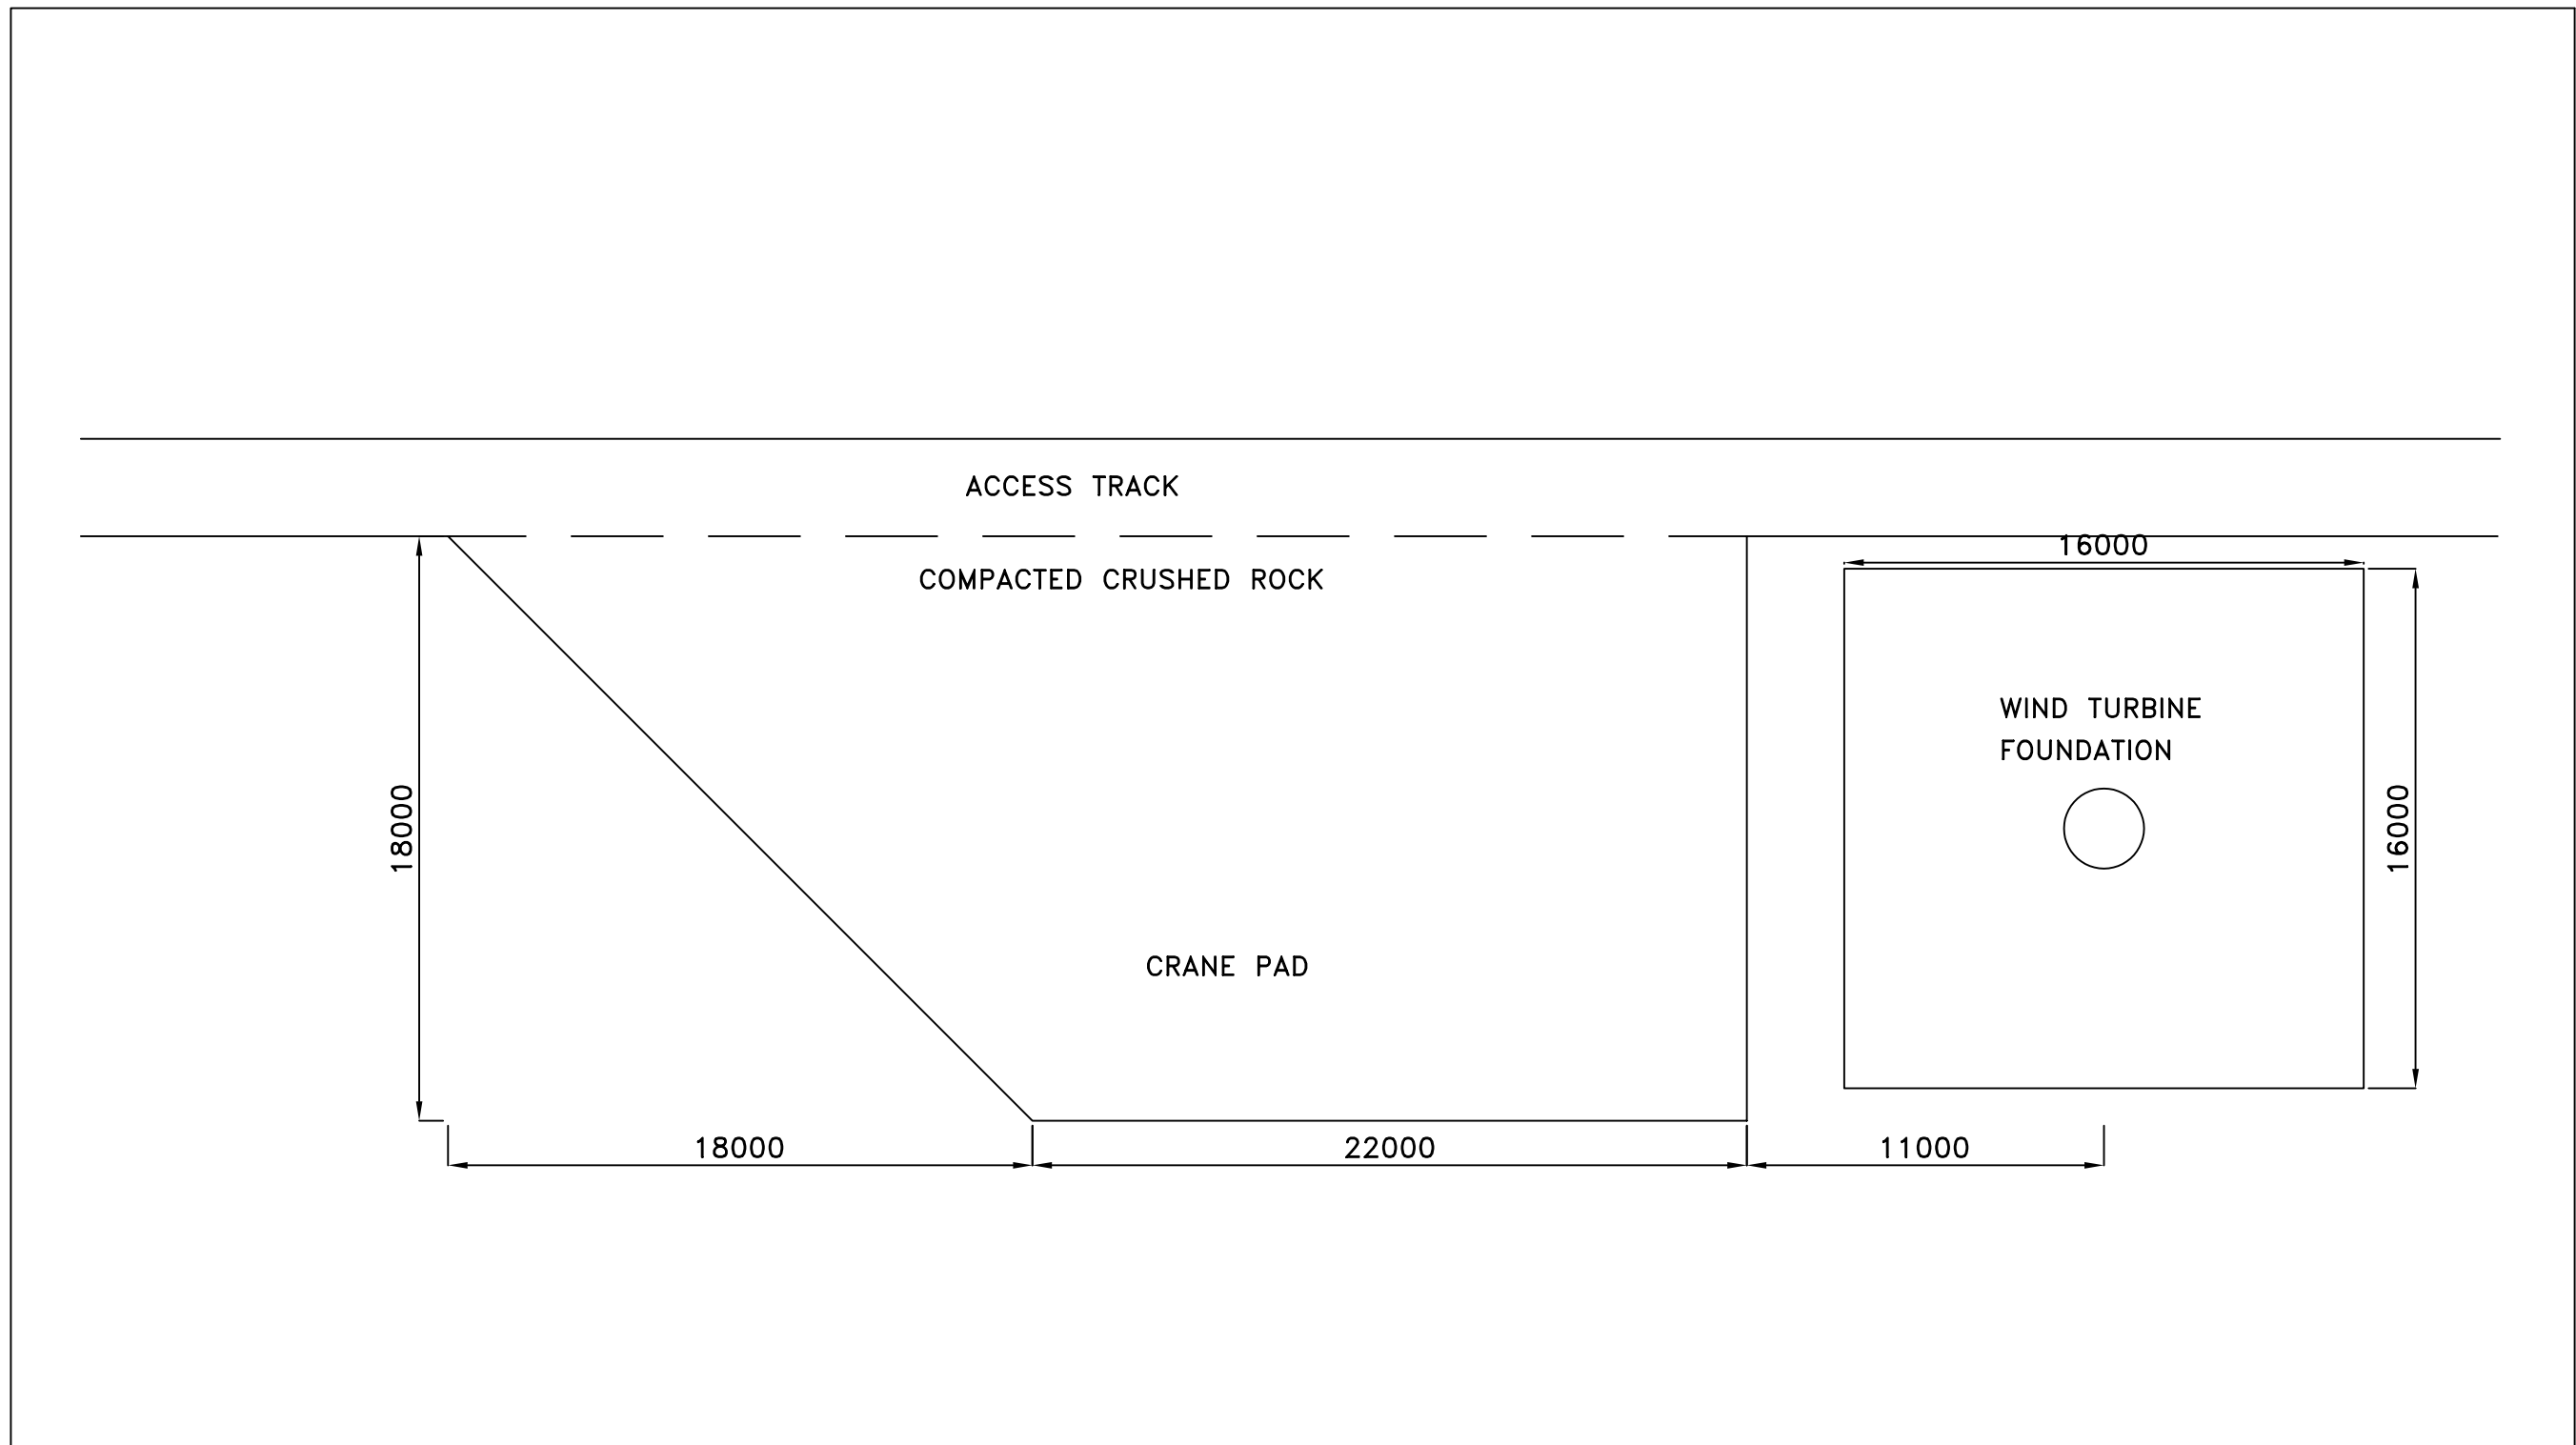 ACCESS TRACK
16000
COMPACTED CRUSHED ROCK
WIND TURBINE
FOUNDATION
18000
16000
CRANE PAD
18000
22000
11000